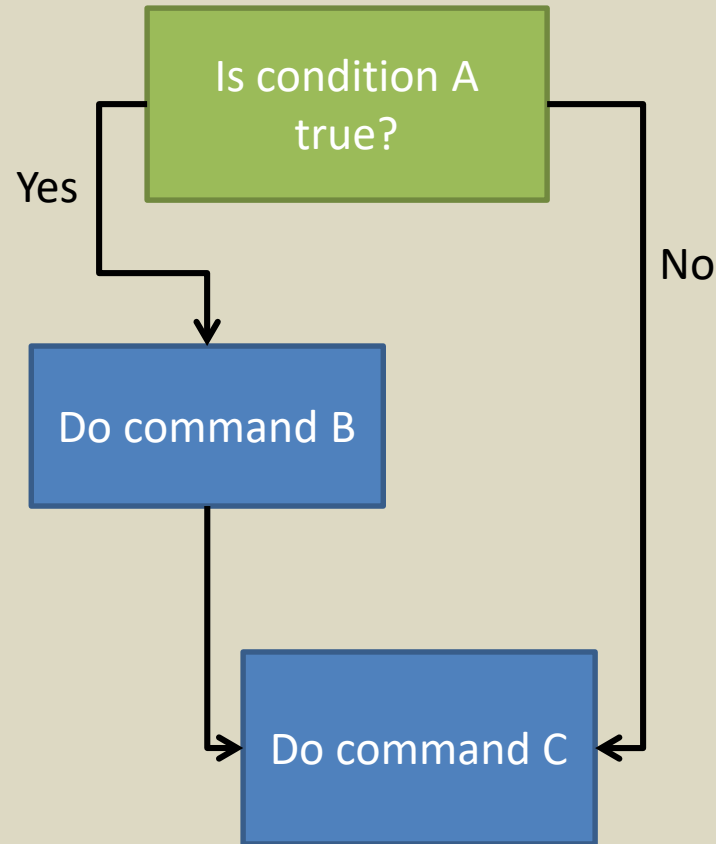 Is condition A
true?
Yes
No
Do command B
Do command C